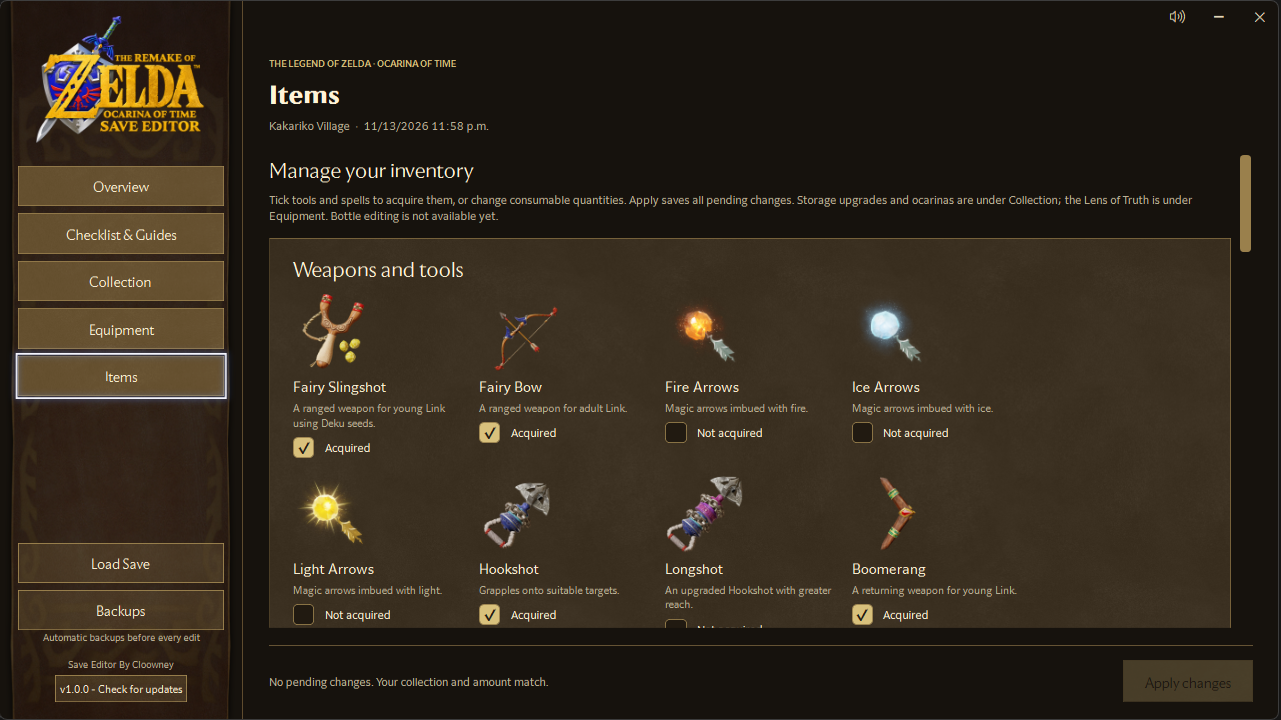 THE REMAKE OF
ZELDA™
OCARINA OF TIME
SAVE EDITOR
Overview
Checklist & Guides
Collection
Equipment
Items
Load Save
Backups
Automatic backups before every edit
Save Editor By Cloowney
v1.0.0 - Check for updates
THE LEGEND OF ZELDA · OCARINA OF TIME
Items
Kakariko Village · 11/13/2026 11:58 p.m.
Manage your inventory
Tick tools and spells to acquire them, or change consumable quantities. Apply saves all pending changes. Storage upgrades and ocarinas are under Collection; the Lens of Truth is under
Equipment. Bottle editing is not available yet.
Weapons and tools
Fairy Slingshot
A ranged weapon for young Link
using Deku seeds.
Acquired
Fairy Bow
A ranged weapon for adult Link.
Acquired
Fire Arrows
Magic arrows imbued with fire.
Not acquired
Ice Arrows
Magic arrows imbued with ice.
Not acquired
Light Arrows
Magic arrows imbued with light.
Not acquired
Hookshot
Grapples onto suitable targets.
Acquired
Longshot
An upgraded Hookshot with greater
reach.
Boomerang
A returning weapon for young Link.
Acquired
No pending changes. Your collection and amount match.
Apply changes